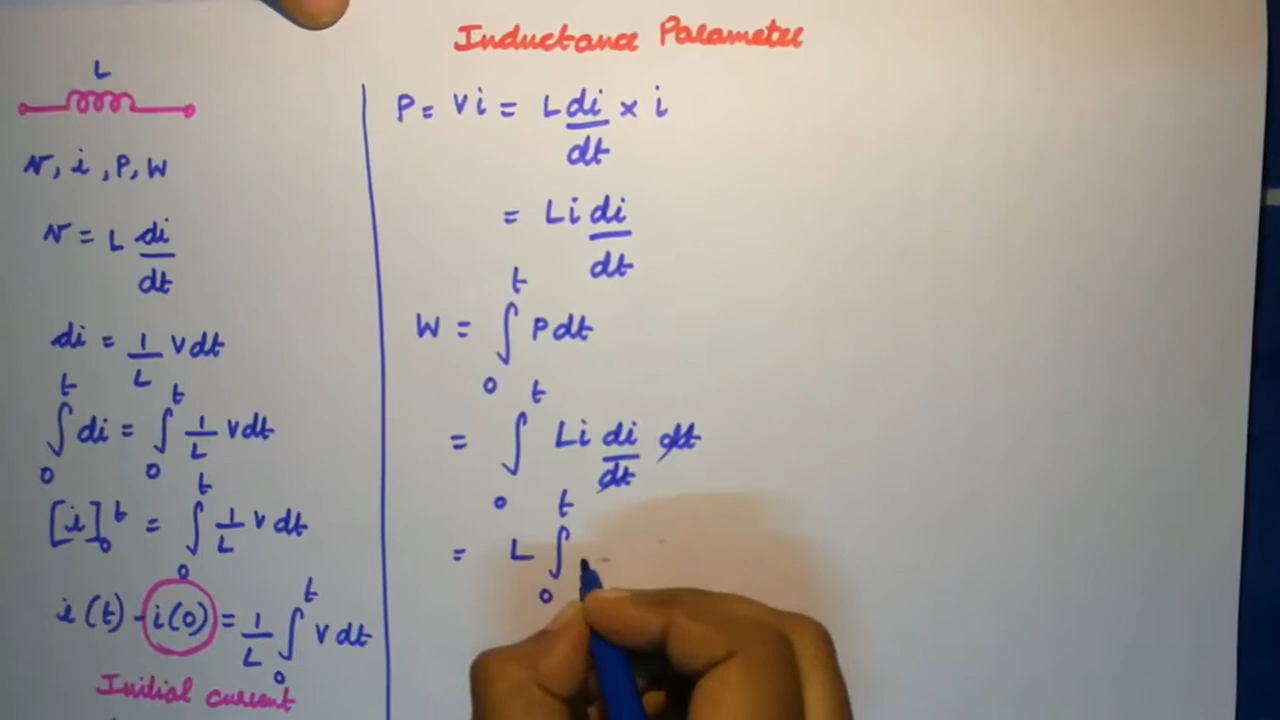 Inductance Parameter
L
v, i, P, W
v = L di/dt
di = 1/L v dt
∫₀ᵗ di = ∫₀ᵗ 1/L v dt
[i]₀ᵗ = ∫₀ᵗ 1/L v dt
i(t) - i(0) = 1/L ∫₀ᵗ v dt
Initial current
P = Vi = L di/dt × i
= Li di/dt
W = ∫₀ᵗ P dt
= ∫₀ᵗ Li di/dt dt
= L ∫₀ᵗ